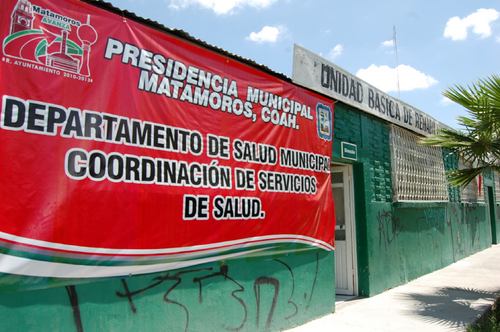 Matamoros
AVANZA
R. AYUNTAMIENTO 2010-2013
PRESIDENCIA MUNICIPAL
MATAMOROS, COAH.
DEPARTAMENTO DE SALUD MUNICIPAL
COORDINACIÓN DE SERVICIOS
DE SALUD.
UNIDAD BASICA DE REHABI